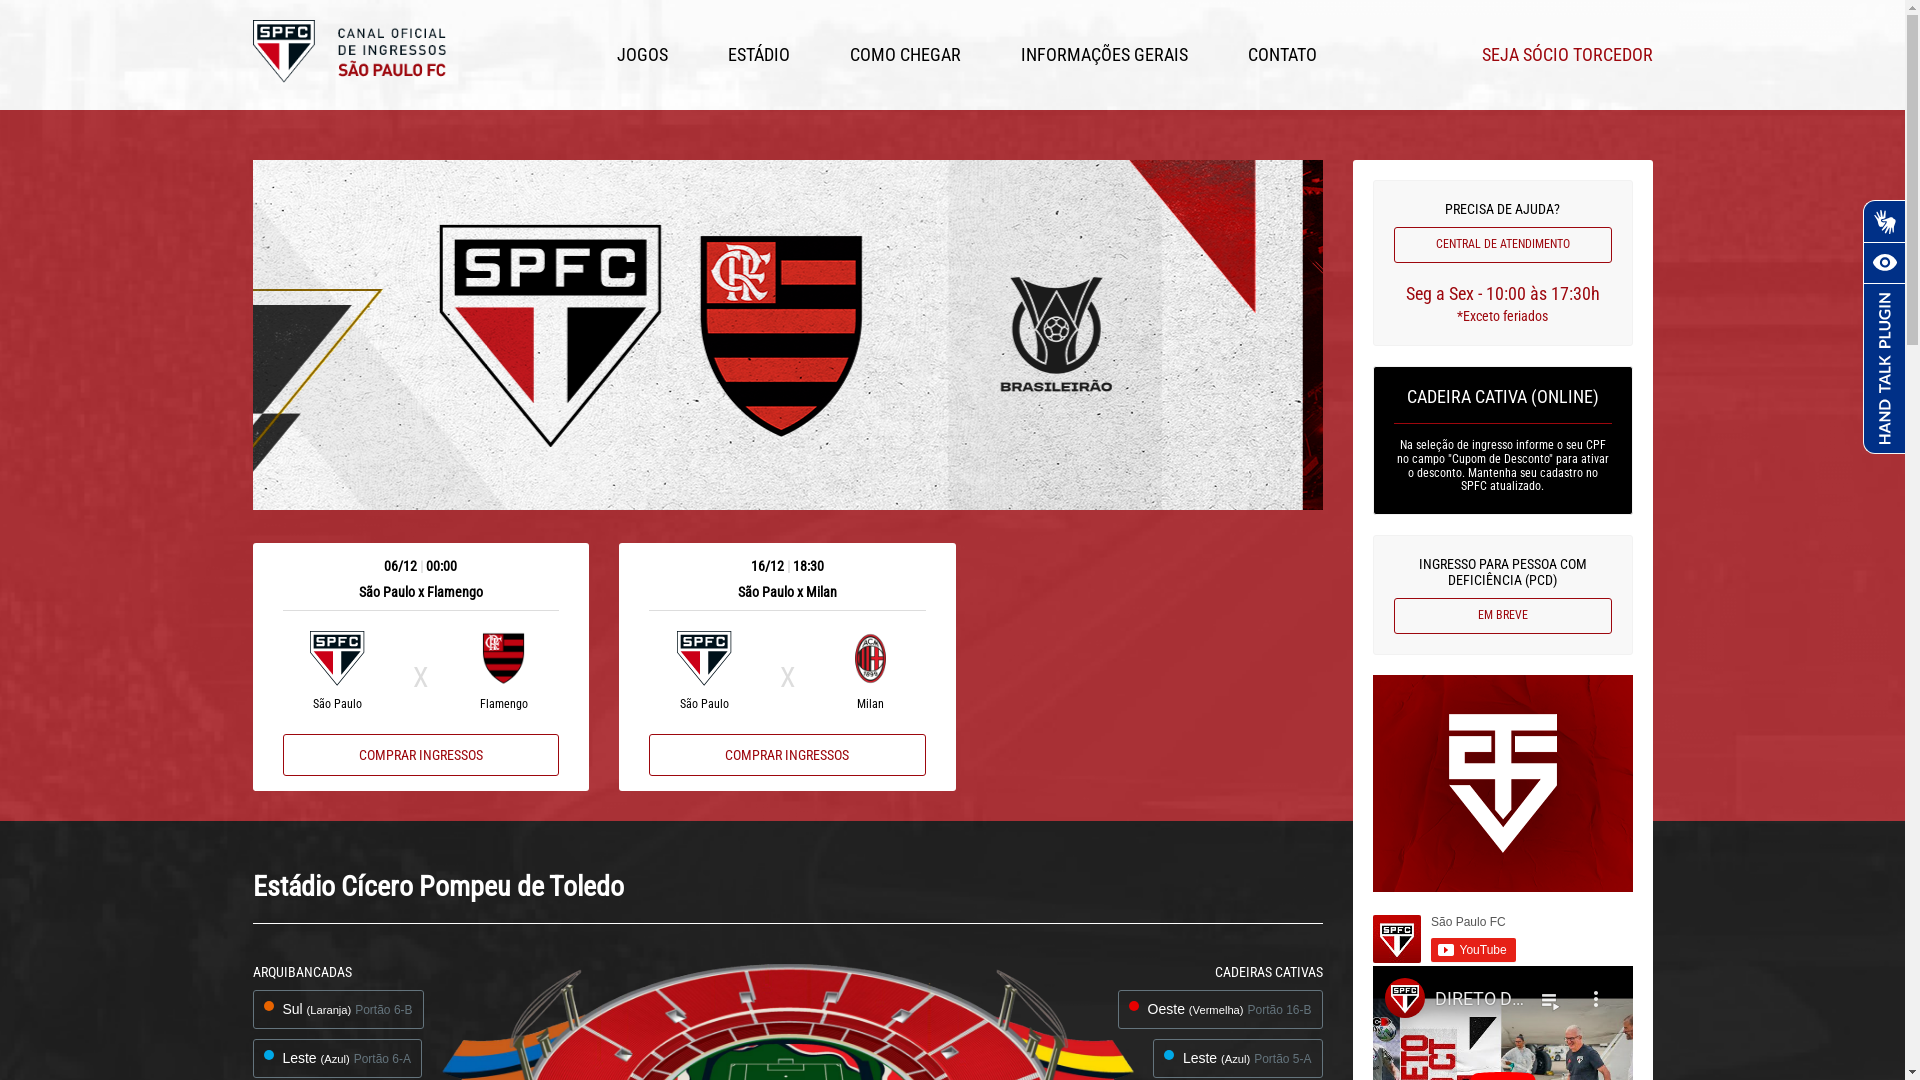 SPFC
CANAL OFICIAL
DE INGRESSOS
SÃO PAULO FC
JOGOS
ESTÁDIO
COMO CHEGAR
INFORMAÇÕES GERAIS
CONTATO
SEJA SÓCIO TORCEDOR
SPFC
CRF
BRASILEIRÃO
06/12 | 00:00
São Paulo x Flamengo
SPFC
X
São Paulo
Flamengo
COMPRAR INGRESSOS
16/12 | 18:30
São Paulo x Milan
SPFC
X
São Paulo
Milan
COMPRAR INGRESSOS
PRECISA DE AJUDA?
CENTRAL DE ATENDIMENTO
Seg a Sex - 10:00 às 17:30h
*Exceto feriados
CADEIRA CATIVA (ONLINE)
Na seleção de ingresso informe o seu CPF
no campo "Cupom de Desconto" para ativar
o desconto. Mantenha seu cadastro no
SPFC atualizado.
INGRESSO PARA PESSOA COM
DEFICIÊNCIA (PCD)
EM BREVE
HAND TALK PLUGIN
São Paulo FC
YouTube
SPFC
DIRETO D...
Estádio Cícero Pompeu de Toledo
ARQUIBANCADAS
Sul (Laranja) Portão 6-B
Leste (Azul) Portão 6-A
CADEIRAS CATIVAS
Oeste (Vermelha) Portão 16-B
Leste (Azul) Portão 5-A